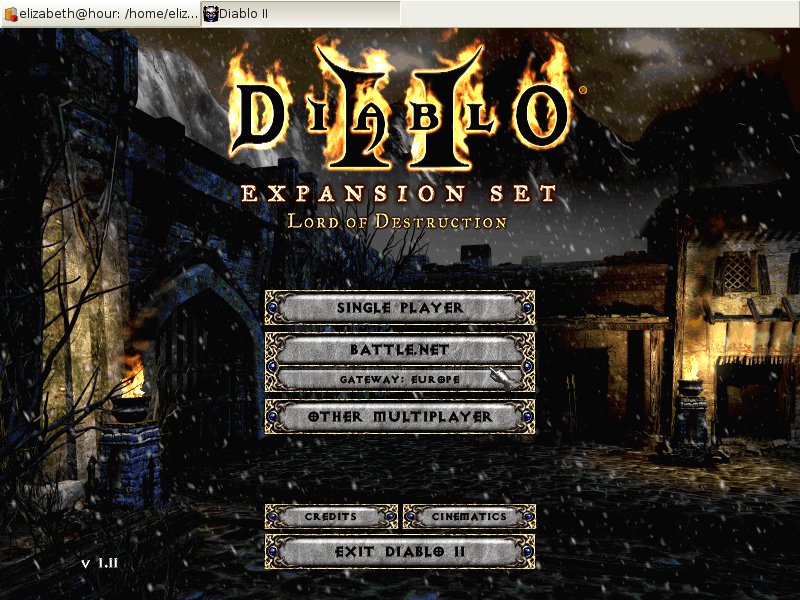 elizabeth@hour: /home/eliz...
Diablo II
DIABLO II
EXPANSION SET
LORD OF DESTRUCTION
SINGLE PLAYER
BATTLE.NET
GATEWAY: EUROPE
OTHER MULTIPLAYER
CREDITS
CINEMATICS
EXIT DIABLO II
v 1.11